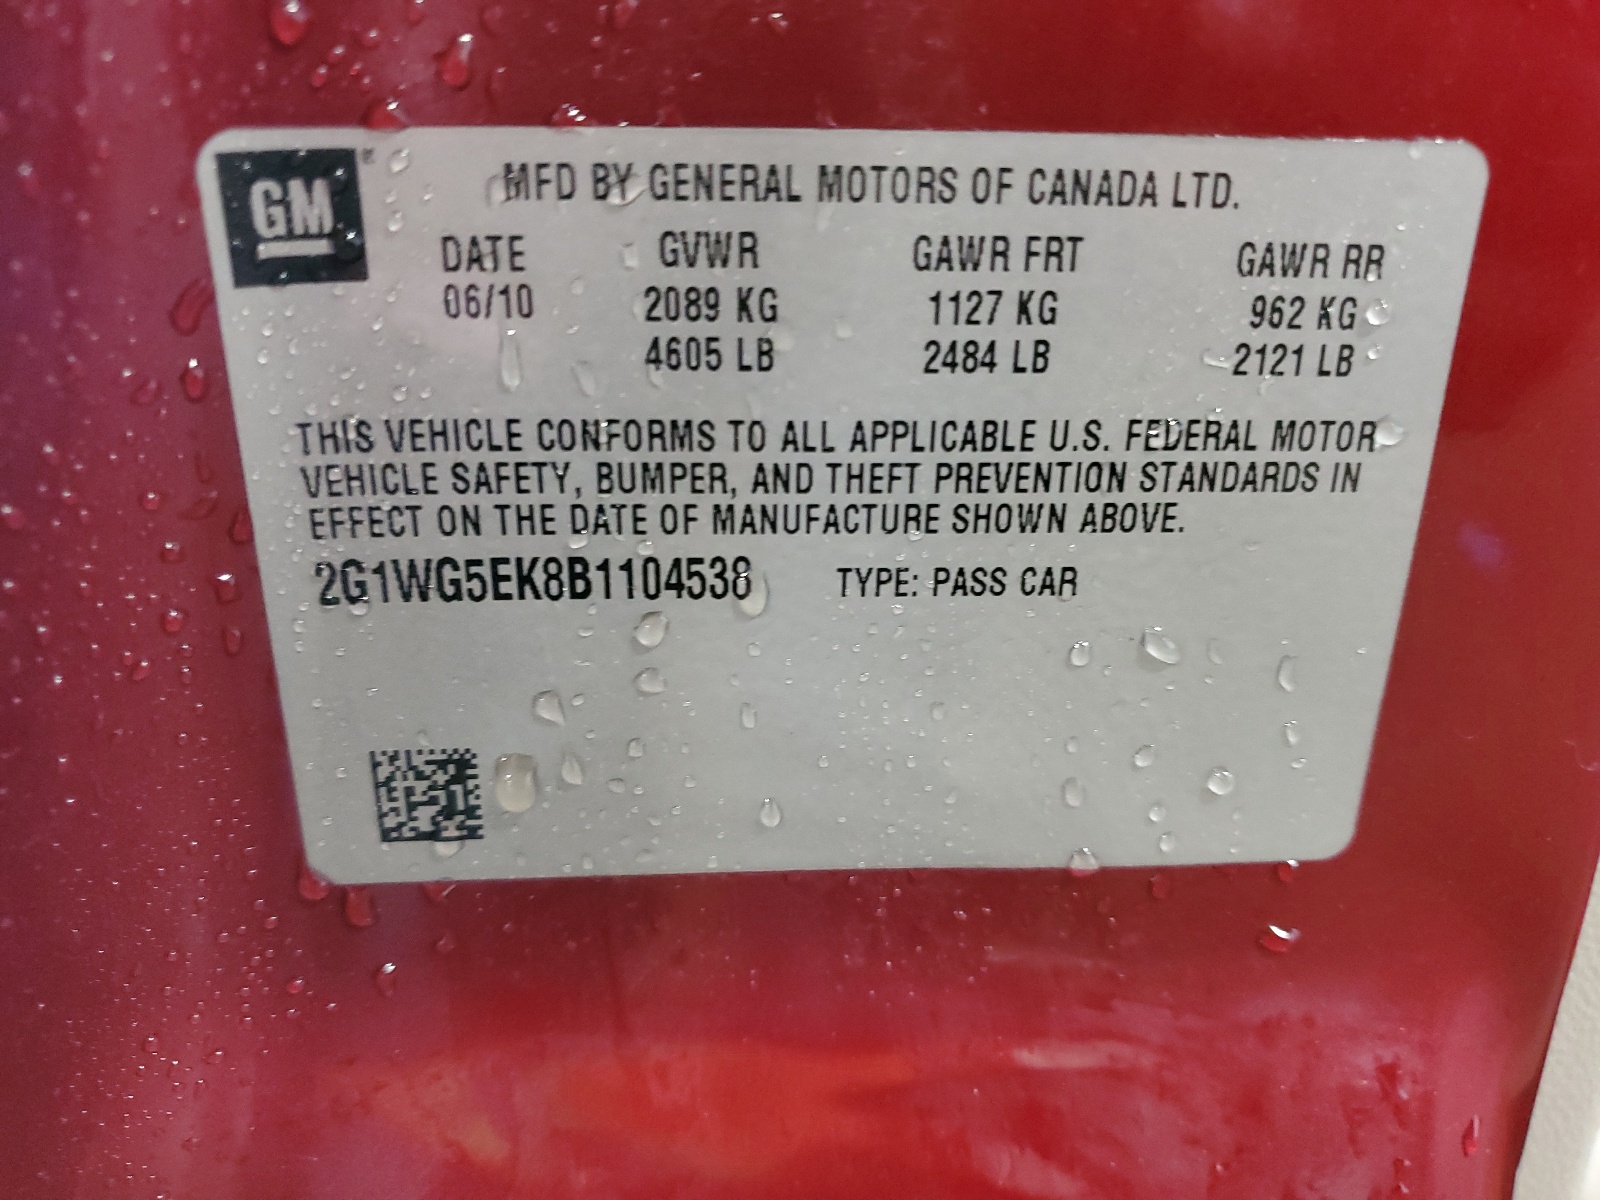 GM
MFD BY GENERAL MOTORS OF CANADA LTD.
DATE GVWR GAWR FRT GAWR RR
06/10 2089 KG 1127 KG 962 KG
4605 LB 2484 LB 2121 LB
THIS VEHICLE CONFORMS TO ALL APPLICABLE U.S. FEDERAL MOTOR
VEHICLE SAFETY, BUMPER, AND THEFT PREVENTION STANDARDS IN
EFFECT ON THE DATE OF MANUFACTURE SHOWN ABOVE.
2G1WG5EK8B1104538 TYPE: PASS CAR